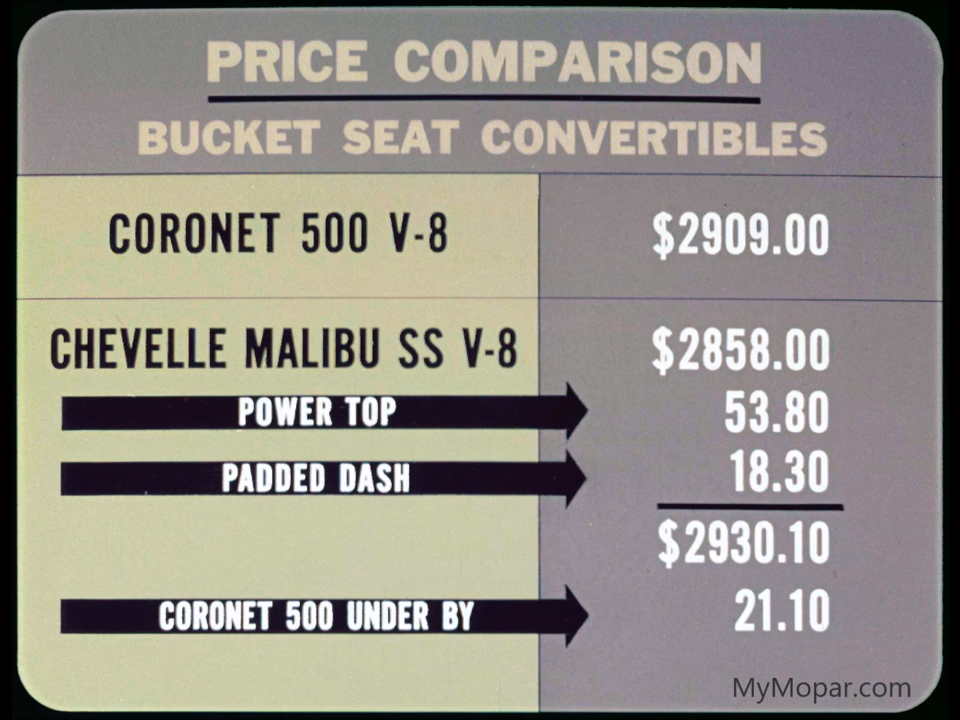 PRICE COMPARISON
BUCKET SEAT CONVERTIBLES
CORONET 500 V-8 $2909.00
CHEVELLE MALIBU SS V-8 $2858.00
POWER TOP 53.80
PADDED DASH 18.30
$2930.10
CORONET 500 UNDER BY 21.10
MyMopar.com